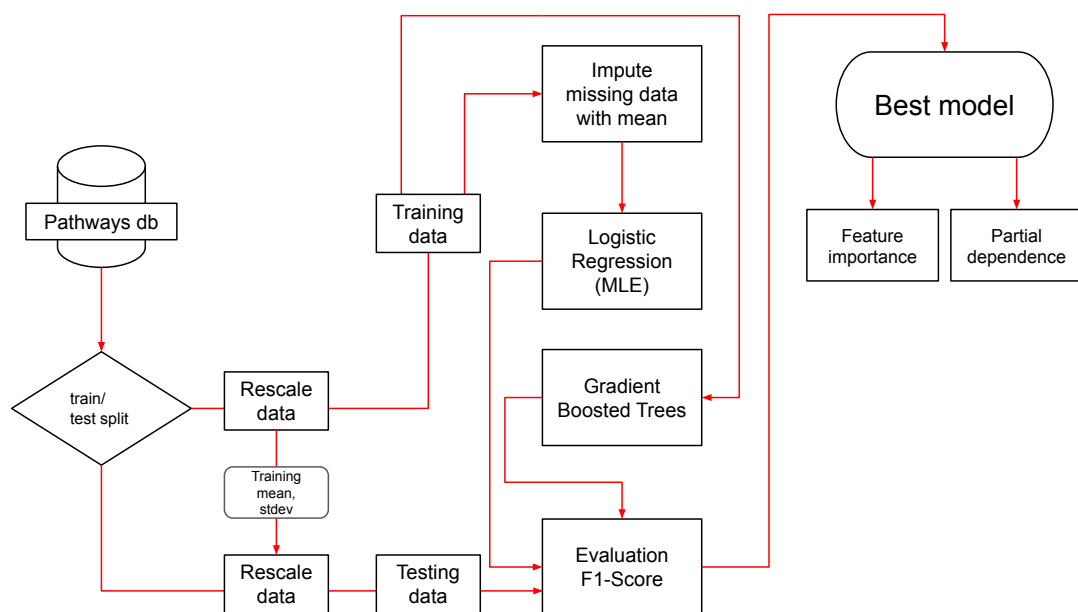 Pathways db
train/
test split
Rescale
data
Training
mean,
stdev
Rescale
data
Training
data
Testing
data
Impute
missing data
with mean
Logistic
Regression
(MLE)
Gradient
Boosted Trees
Evaluation
F1-Score
Best model
Feature
importance
Partial
dependence